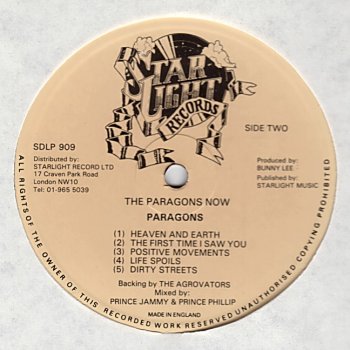 STAR
LIGHT
RECORDS
SDLP 909
SIDE TWO
Distributed by:
STARLIGHT RECORD LTD
17 Craven Park Road
London NW10
Tel: 01-965 5039
Produced by:
BUNNY LEE
Published by:
STARLIGHT MUSIC
THE PARAGONS NOW
PARAGONS
(1) HEAVEN AND EARTH
(2) THE FIRST TIME I SAW YOU
(3) POSITIVE MOVEMENTS
(4) LIFE SPOILS
(5) DIRTY STREETS
Backing by THE AGROVATORS
Mixed by:
PRINCE JAMMY & PRINCE PHILLIP
MADE IN ENGLAND
ALL RIGHTS OF THE OWNER OF THIS RECORDED WORK RESERVED UNAUTHORISED COPYING PROHIBITED